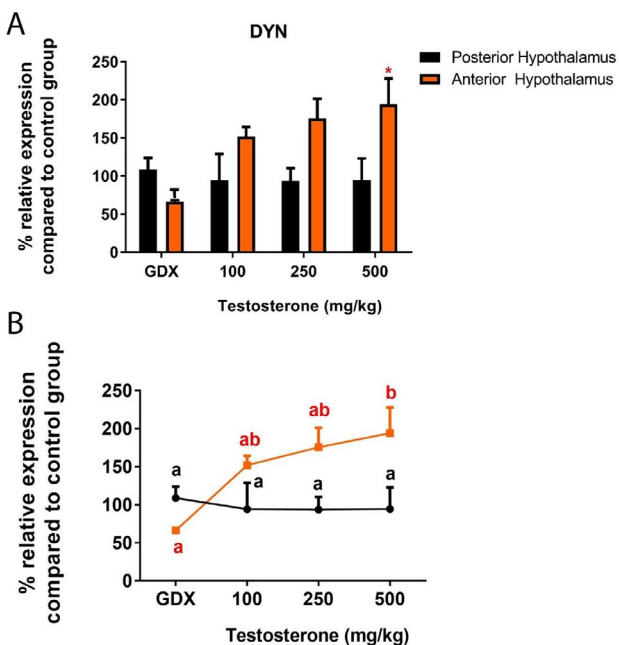 A
DYN
Posterior Hypothalamus
Anterior Hypothalamus
% relative expression
compared to control group
250
200
150
100
50
0
*
GDX 100 250 500
Testosterone (mg/kg)
B
% relative expression
compared to control group
250
200
150
100
50
0
a ab ab b
a a a a
GDX 100 250 500
Testosterone (mg/kg)